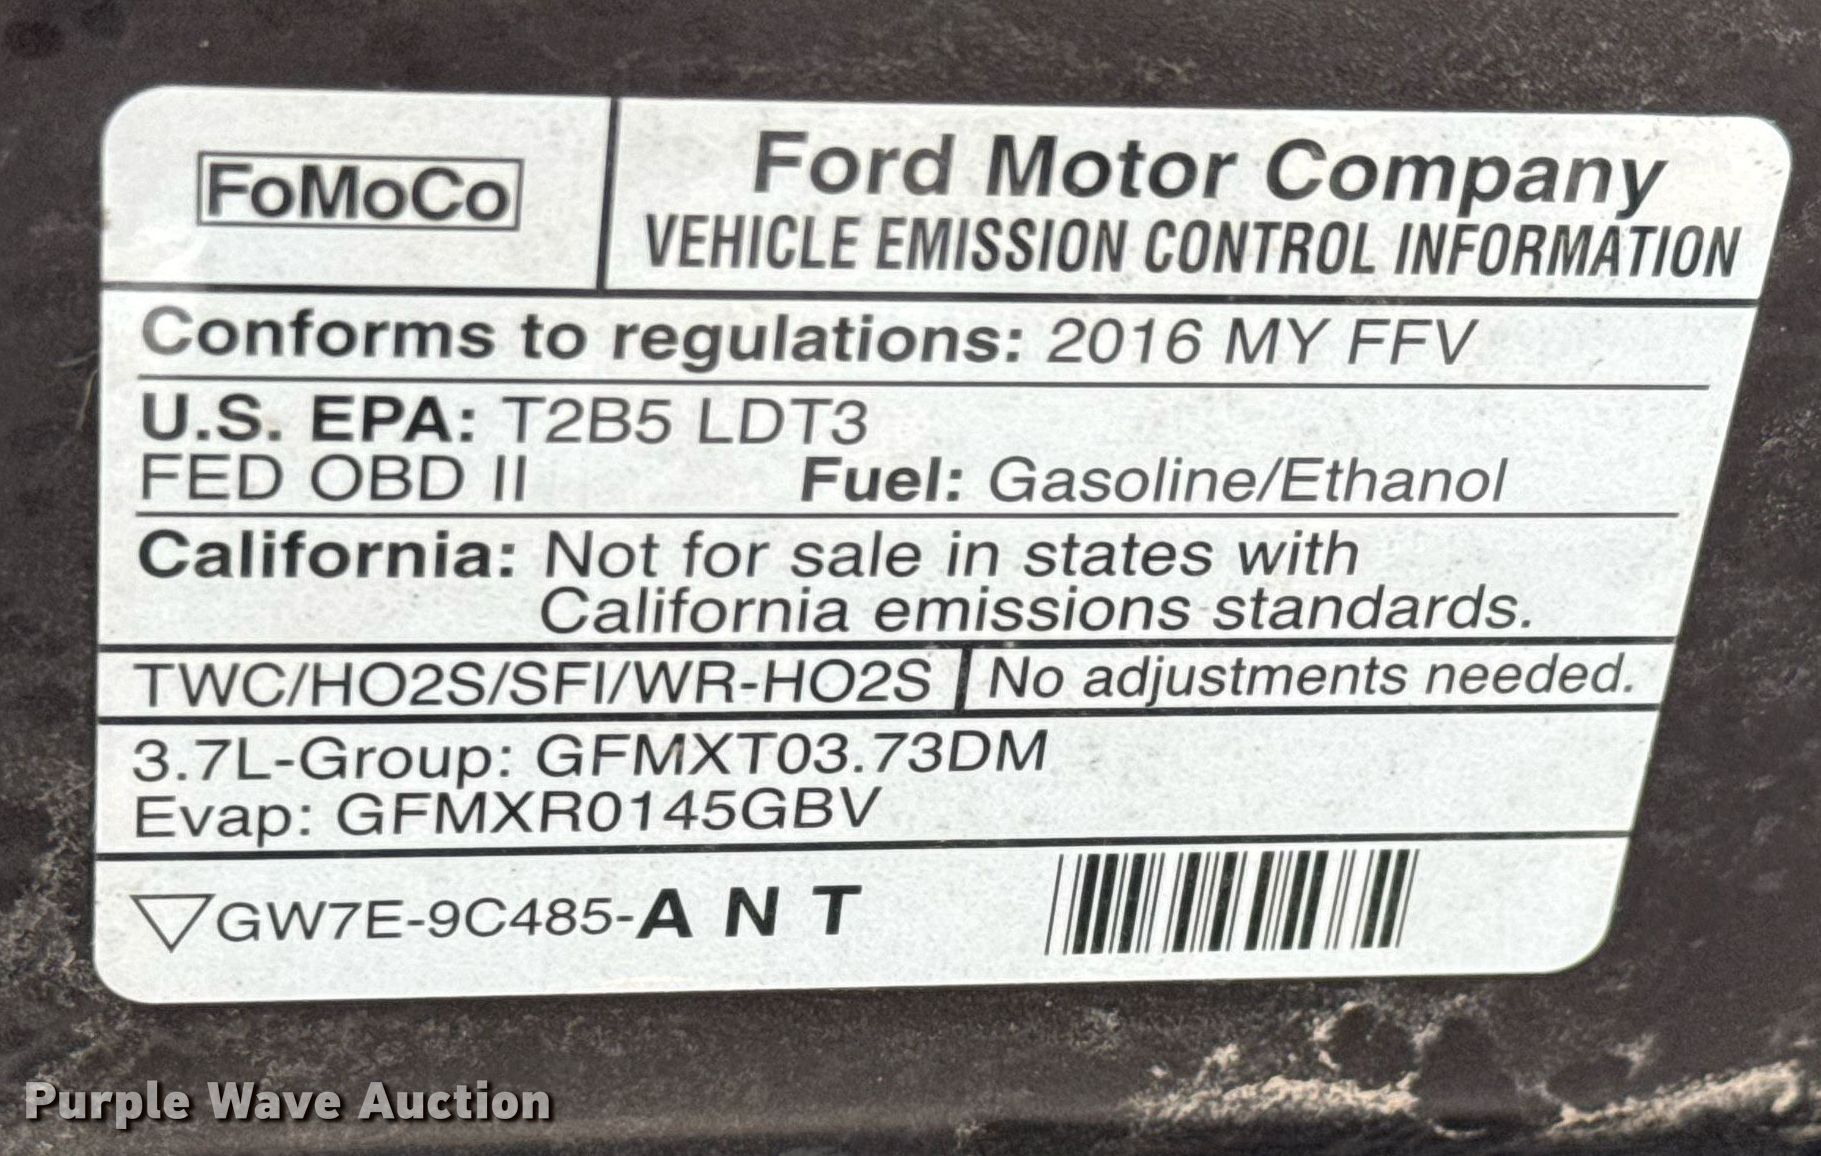 FoMoCo
Ford Motor Company
VEHICLE EMISSION CONTROL INFORMATION
Conforms to regulations: 2016 MY FFV
U.S. EPA: T2B5 LDT3
FED OBD II Fuel: Gasoline/Ethanol
California: Not for sale in states with
California emissions standards.
TWC/HO2S/SFI/WR-HO2S No adjustments needed.
3.7L-Group: GFMXT03.73DM
Evap: GFMXR0145GBV
GW7E-9C485-A N T
Purple Wave Auction